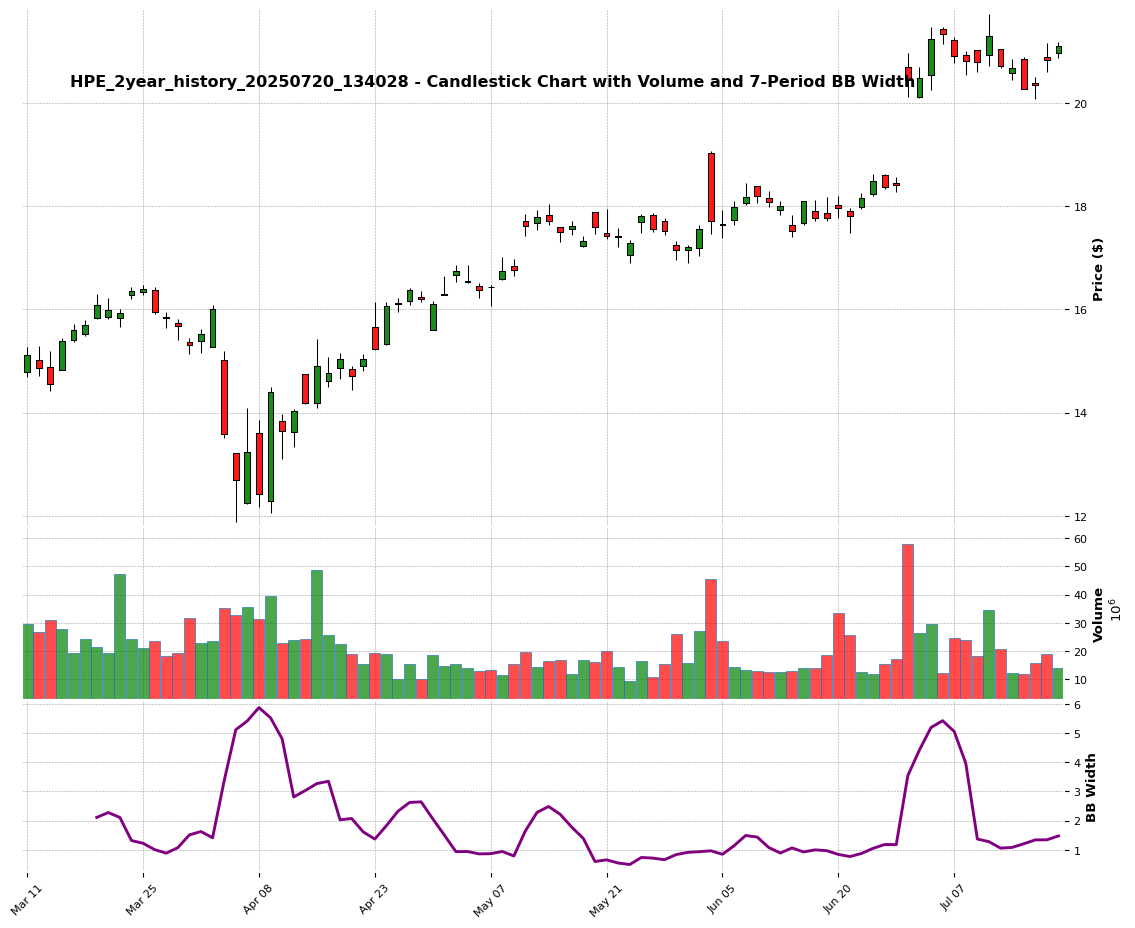 HPE_2year_history_20250720_134028 - Candlestick Chart with Volume and 7-Period BB Width
20
18
16
14
12
Price ($)
60
50
40
30
20
10
Volume
10^6
6
5
4
3
2
1
BB Width
Mar 11
Mar 25
Apr 08
Apr 23
May 07
May 21
Jun 05
Jun 20
Jul 07